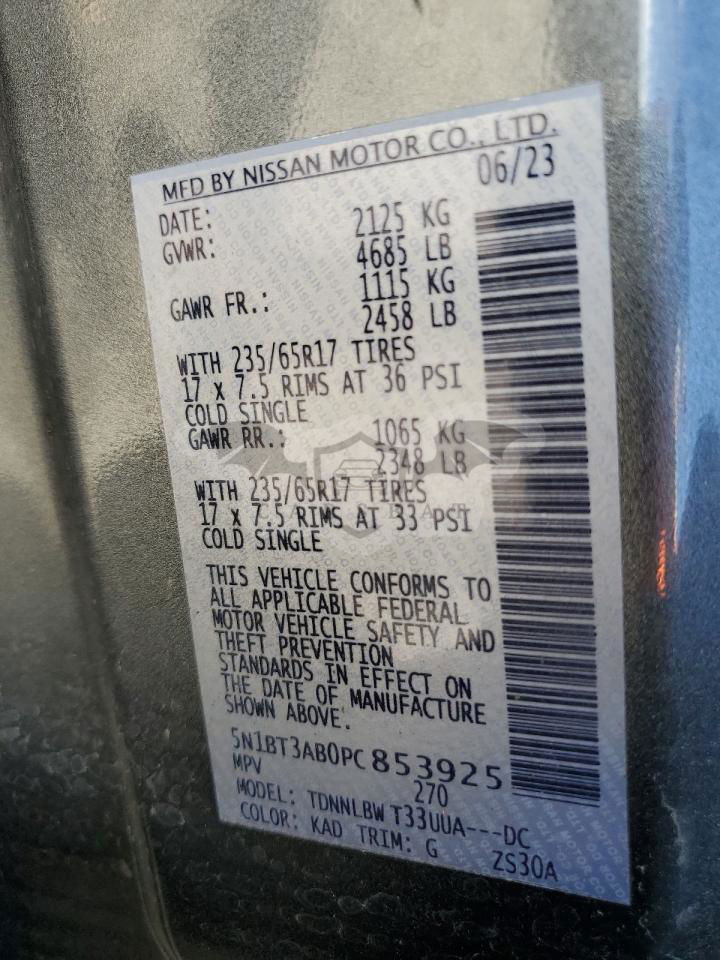 MFD BY NISSAN MOTOR CO., LTD.
DATE: 06/23
GVWR: 2125 KG
4685 LB
GAWR FR.: 1115 KG
2458 LB
WITH 235/65R17 TIRES
17 x 7.5 RIMS AT 36 PSI
COLD SINGLE
GAWR RR.: 1065 KG
2348 LB
WITH 235/65R17 TIRES
17 x 7.5 RIMS AT 33 PSI
COLD SINGLE
THIS VEHICLE CONFORMS TO
ALL APPLICABLE FEDERAL
MOTOR VEHICLE SAFETY AND
THEFT PREVENTION
STANDARDS IN EFFECT ON
THE DATE OF MANUFACTURE
SHOWN ABOVE.
5N1BT3AB0PC853925
MPV 270
MODEL: TDNNLBW T33UUA---DC
COLOR: KAD TRIM: G ZS30A